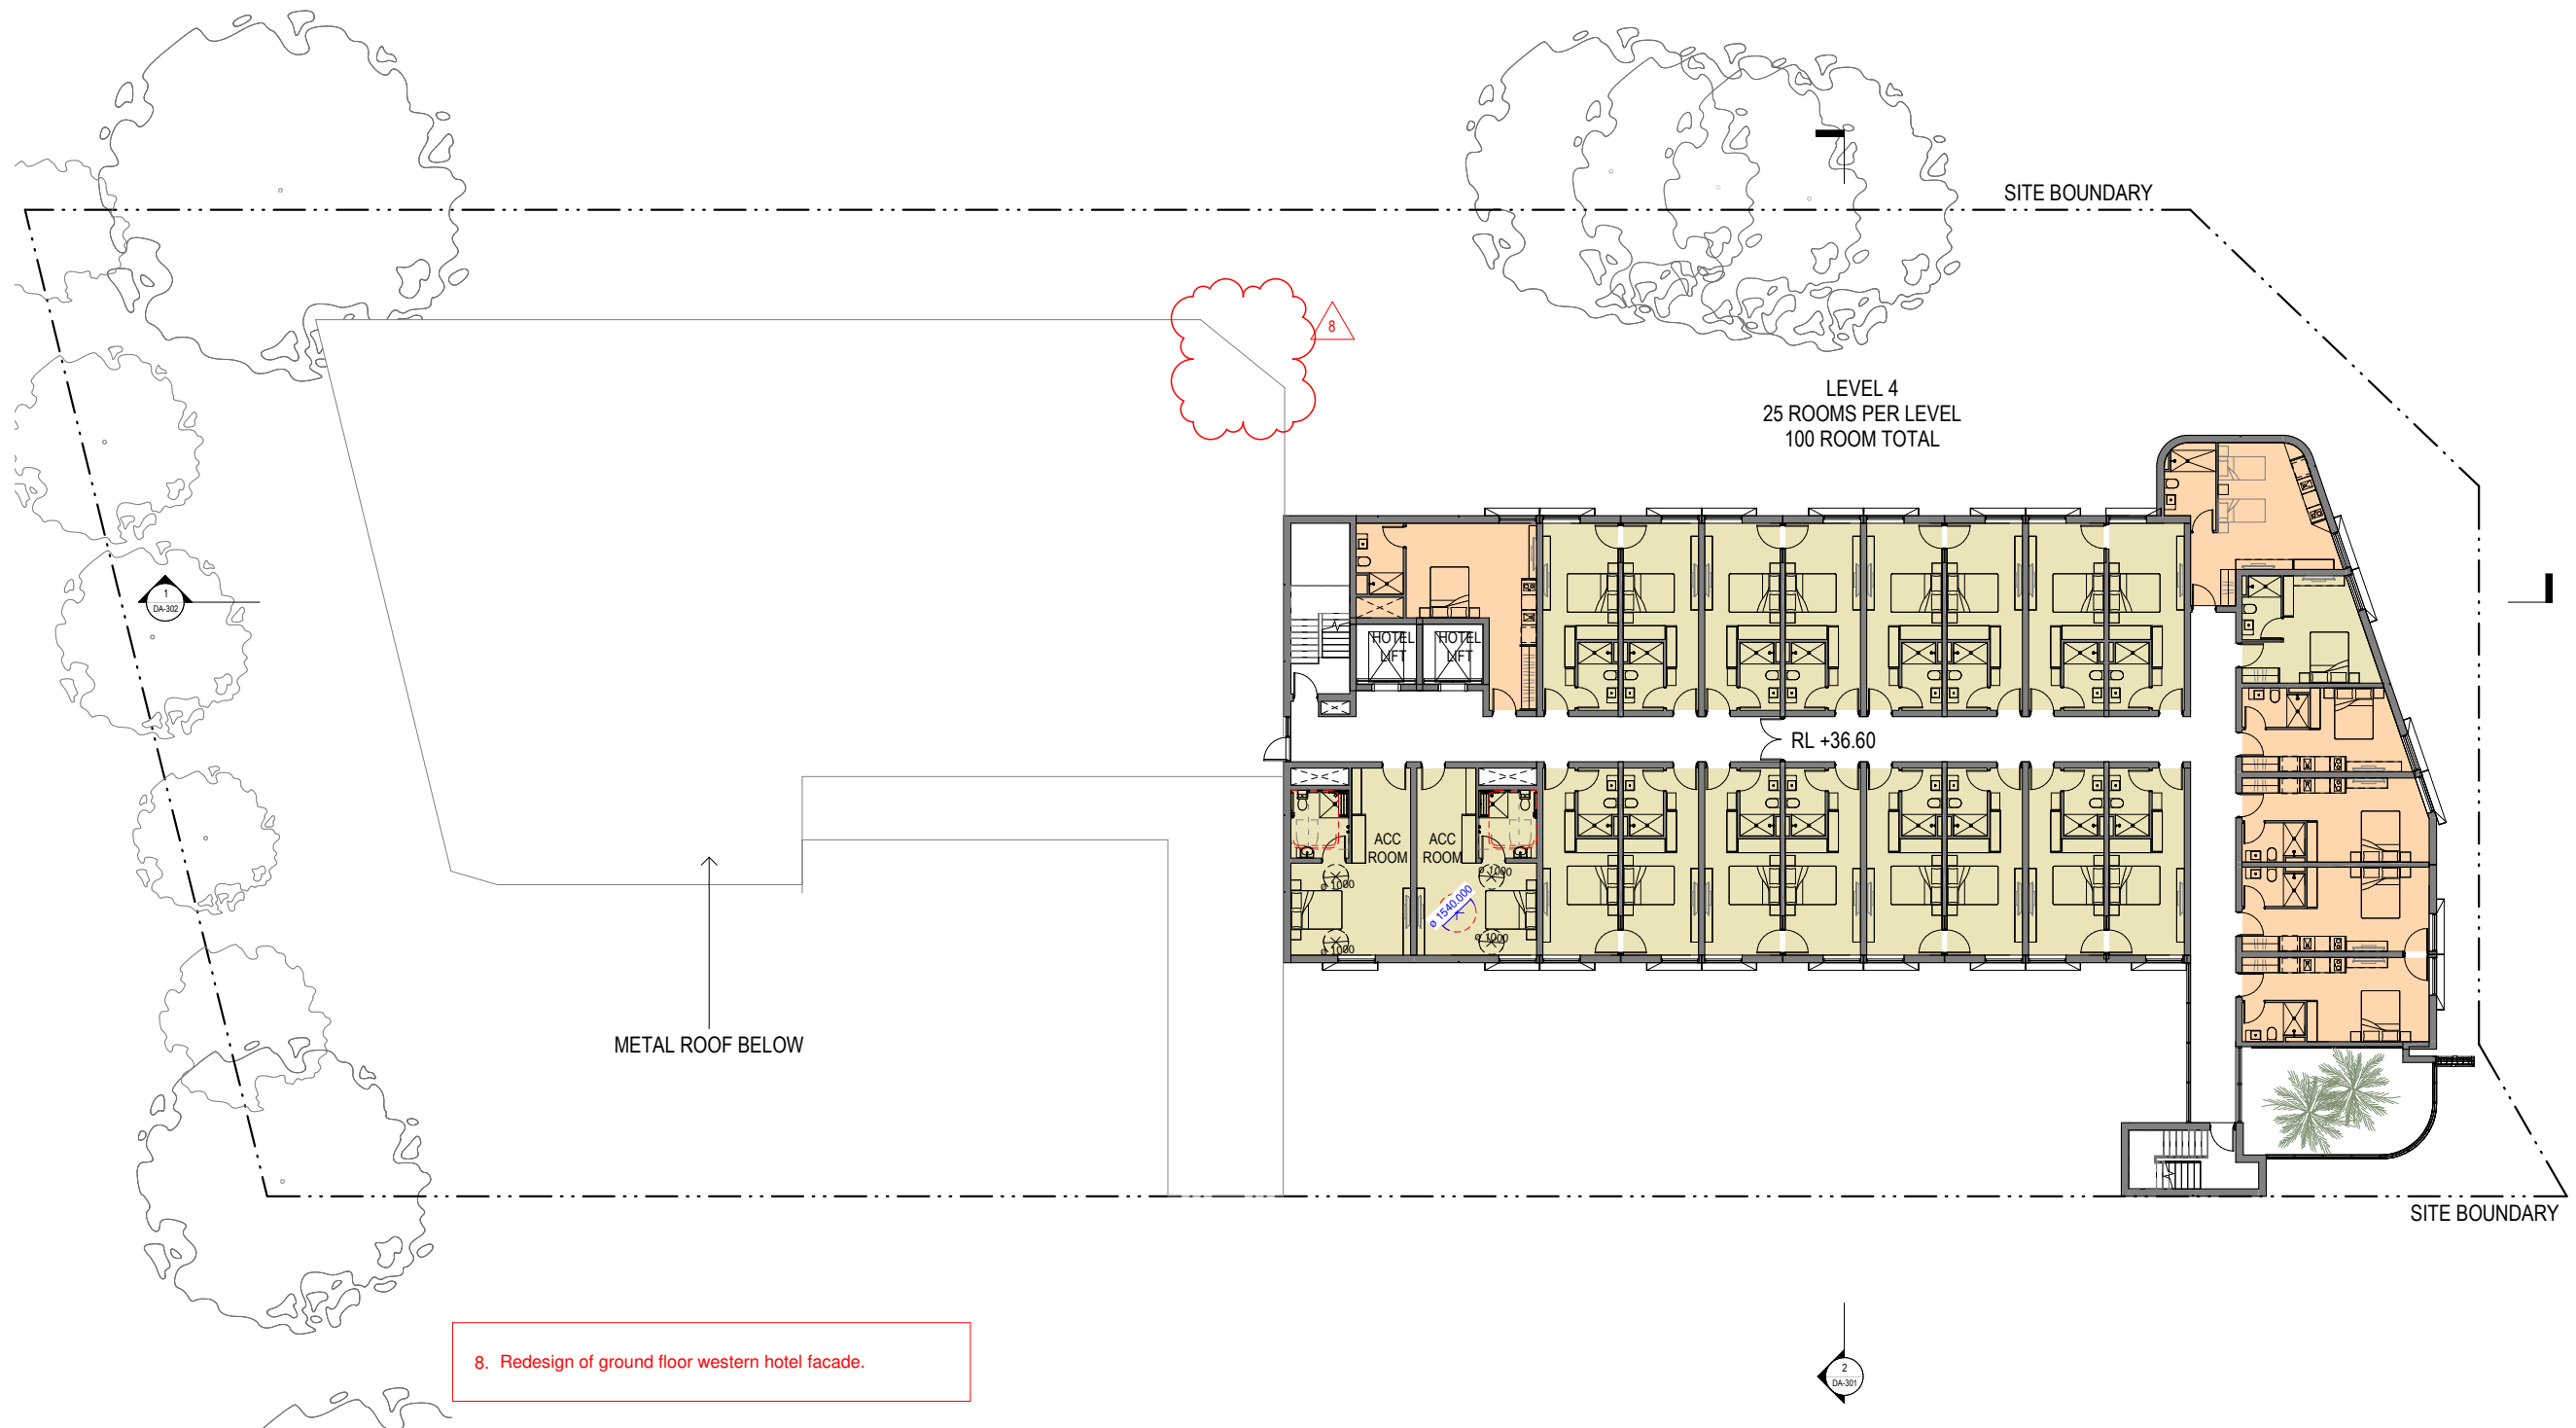 SITE BOUNDARY
8
LEVEL 4
25 ROOMS PER LEVEL
100 ROOM TOTAL
1
DA-302
HOTEL
LIFT
HOTEL
LIFT
RL +36.60
ACC
ROOM
ACC
ROOM
ø 1000
ø 1000
ø 1540.000
ø 1000
ø 1000
METAL ROOF BELOW
SITE BOUNDARY
8. Redesign of ground floor western hotel facade.
2
DA-301